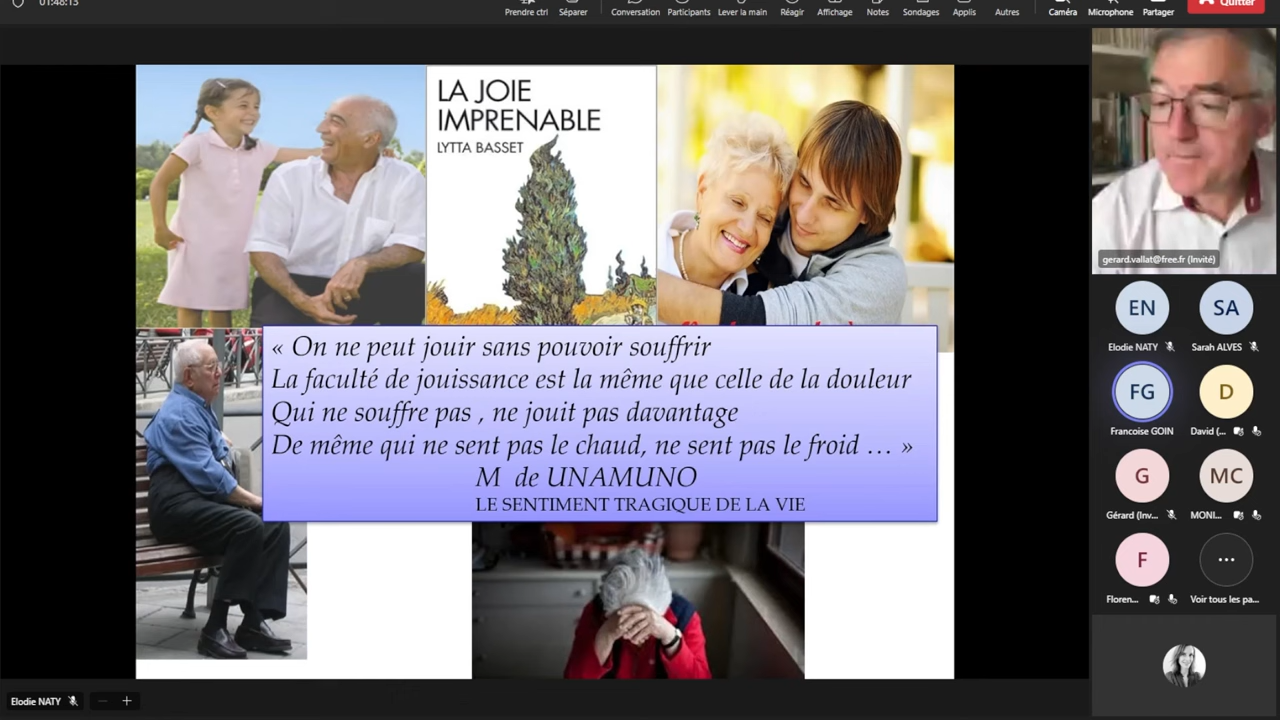 01:48:13
Prendre ctrl
Séparer
Conversation
Participants
Lever la main
Réagir
Affichage
Notes
Sondages
Applis
Autres
Caméra
Microphone
Partager
Quitter
LA JOIE
IMPRENABLE
LYTTA BASSET
« On ne peut jouir sans pouvoir souffrir
La faculté de jouissance est la même que celle de la douleur
Qui ne souffre pas , ne jouit pas davantage
De même qui ne sent pas le chaud, ne sent pas le froid … »
M de UNAMUNO
LE SENTIMENT TRAGIQUE DE LA VIE
gerard.vallat@free.fr (Invité)
EN
SA
Elodie NATY
Sarah ALVES
FG
D
Francoise GOIN
David (...
G
MC
Gérard (Inv...
MONI...
F
...
Floren...
Voir tous les pa...
Elodie NATY